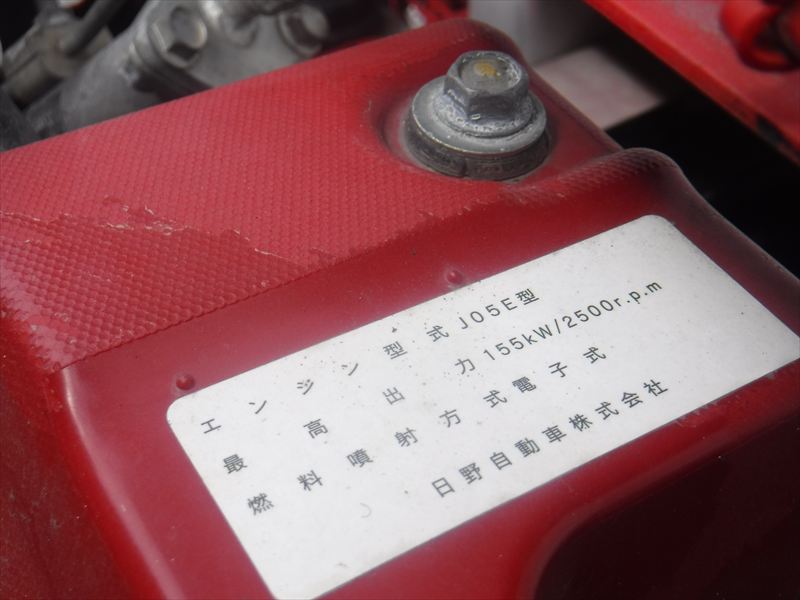 エンジン型式 J05E型
最高出力 155kW/2500r.p.m
燃料噴射方式 電子式
日野自動車株式会社